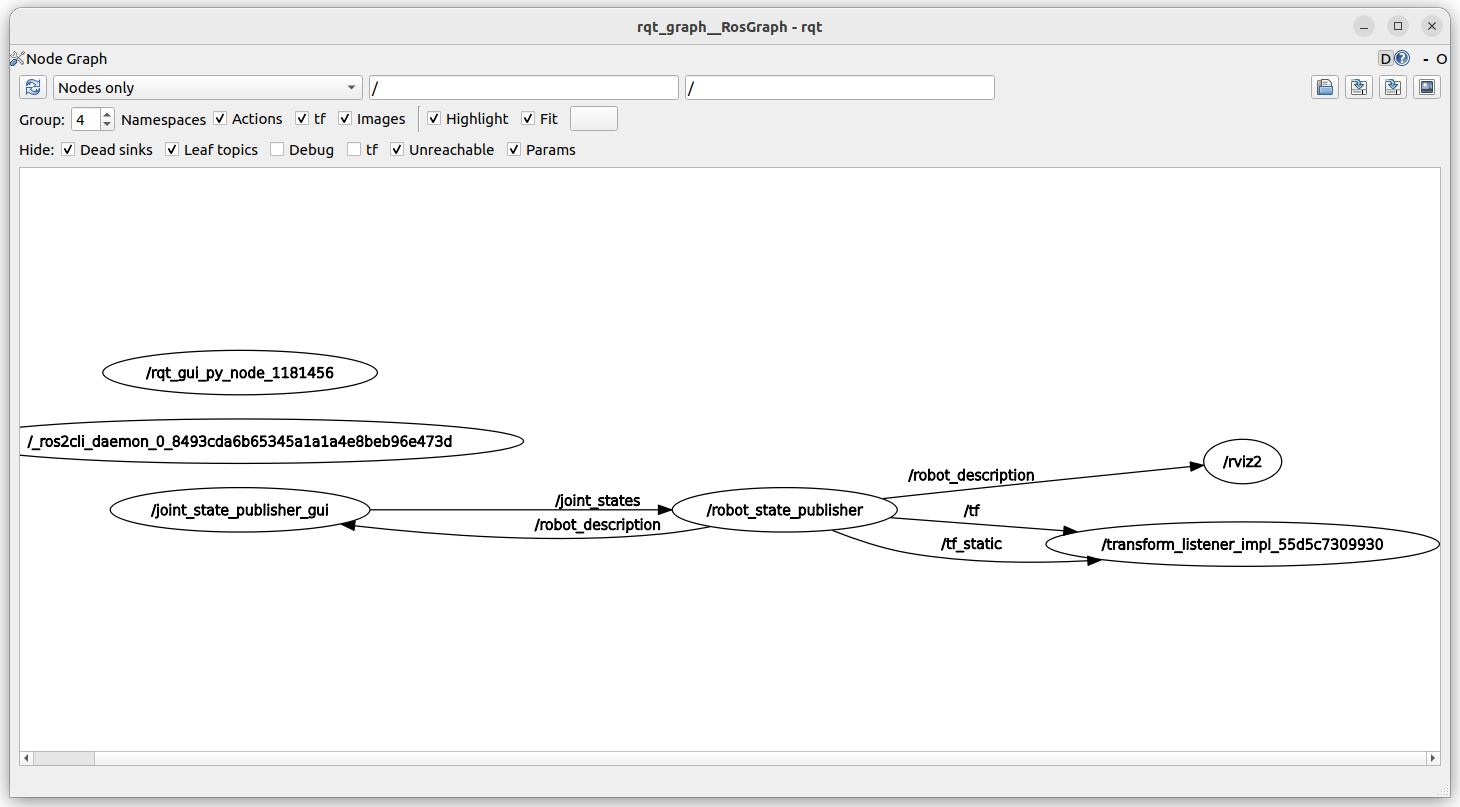 rqt_graph__RosGraph - rqt
Node Graph D ? - O
Nodes only / /
Group: 4 Namespaces Actions tf Images Highlight Fit
Hide: Dead sinks Leaf topics Debug tf Unreachable Params
/rqt_gui_py_node_1181456
/_ros2cli_daemon_0_8493cda6b65345a1a1a4e8beb96e473d
/joint_state_publisher_gui
/joint_states
/robot_description
/robot_state_publisher
/robot_description
/tf
/tf_static
/rviz2
/transform_listener_impl_55d5c7309930